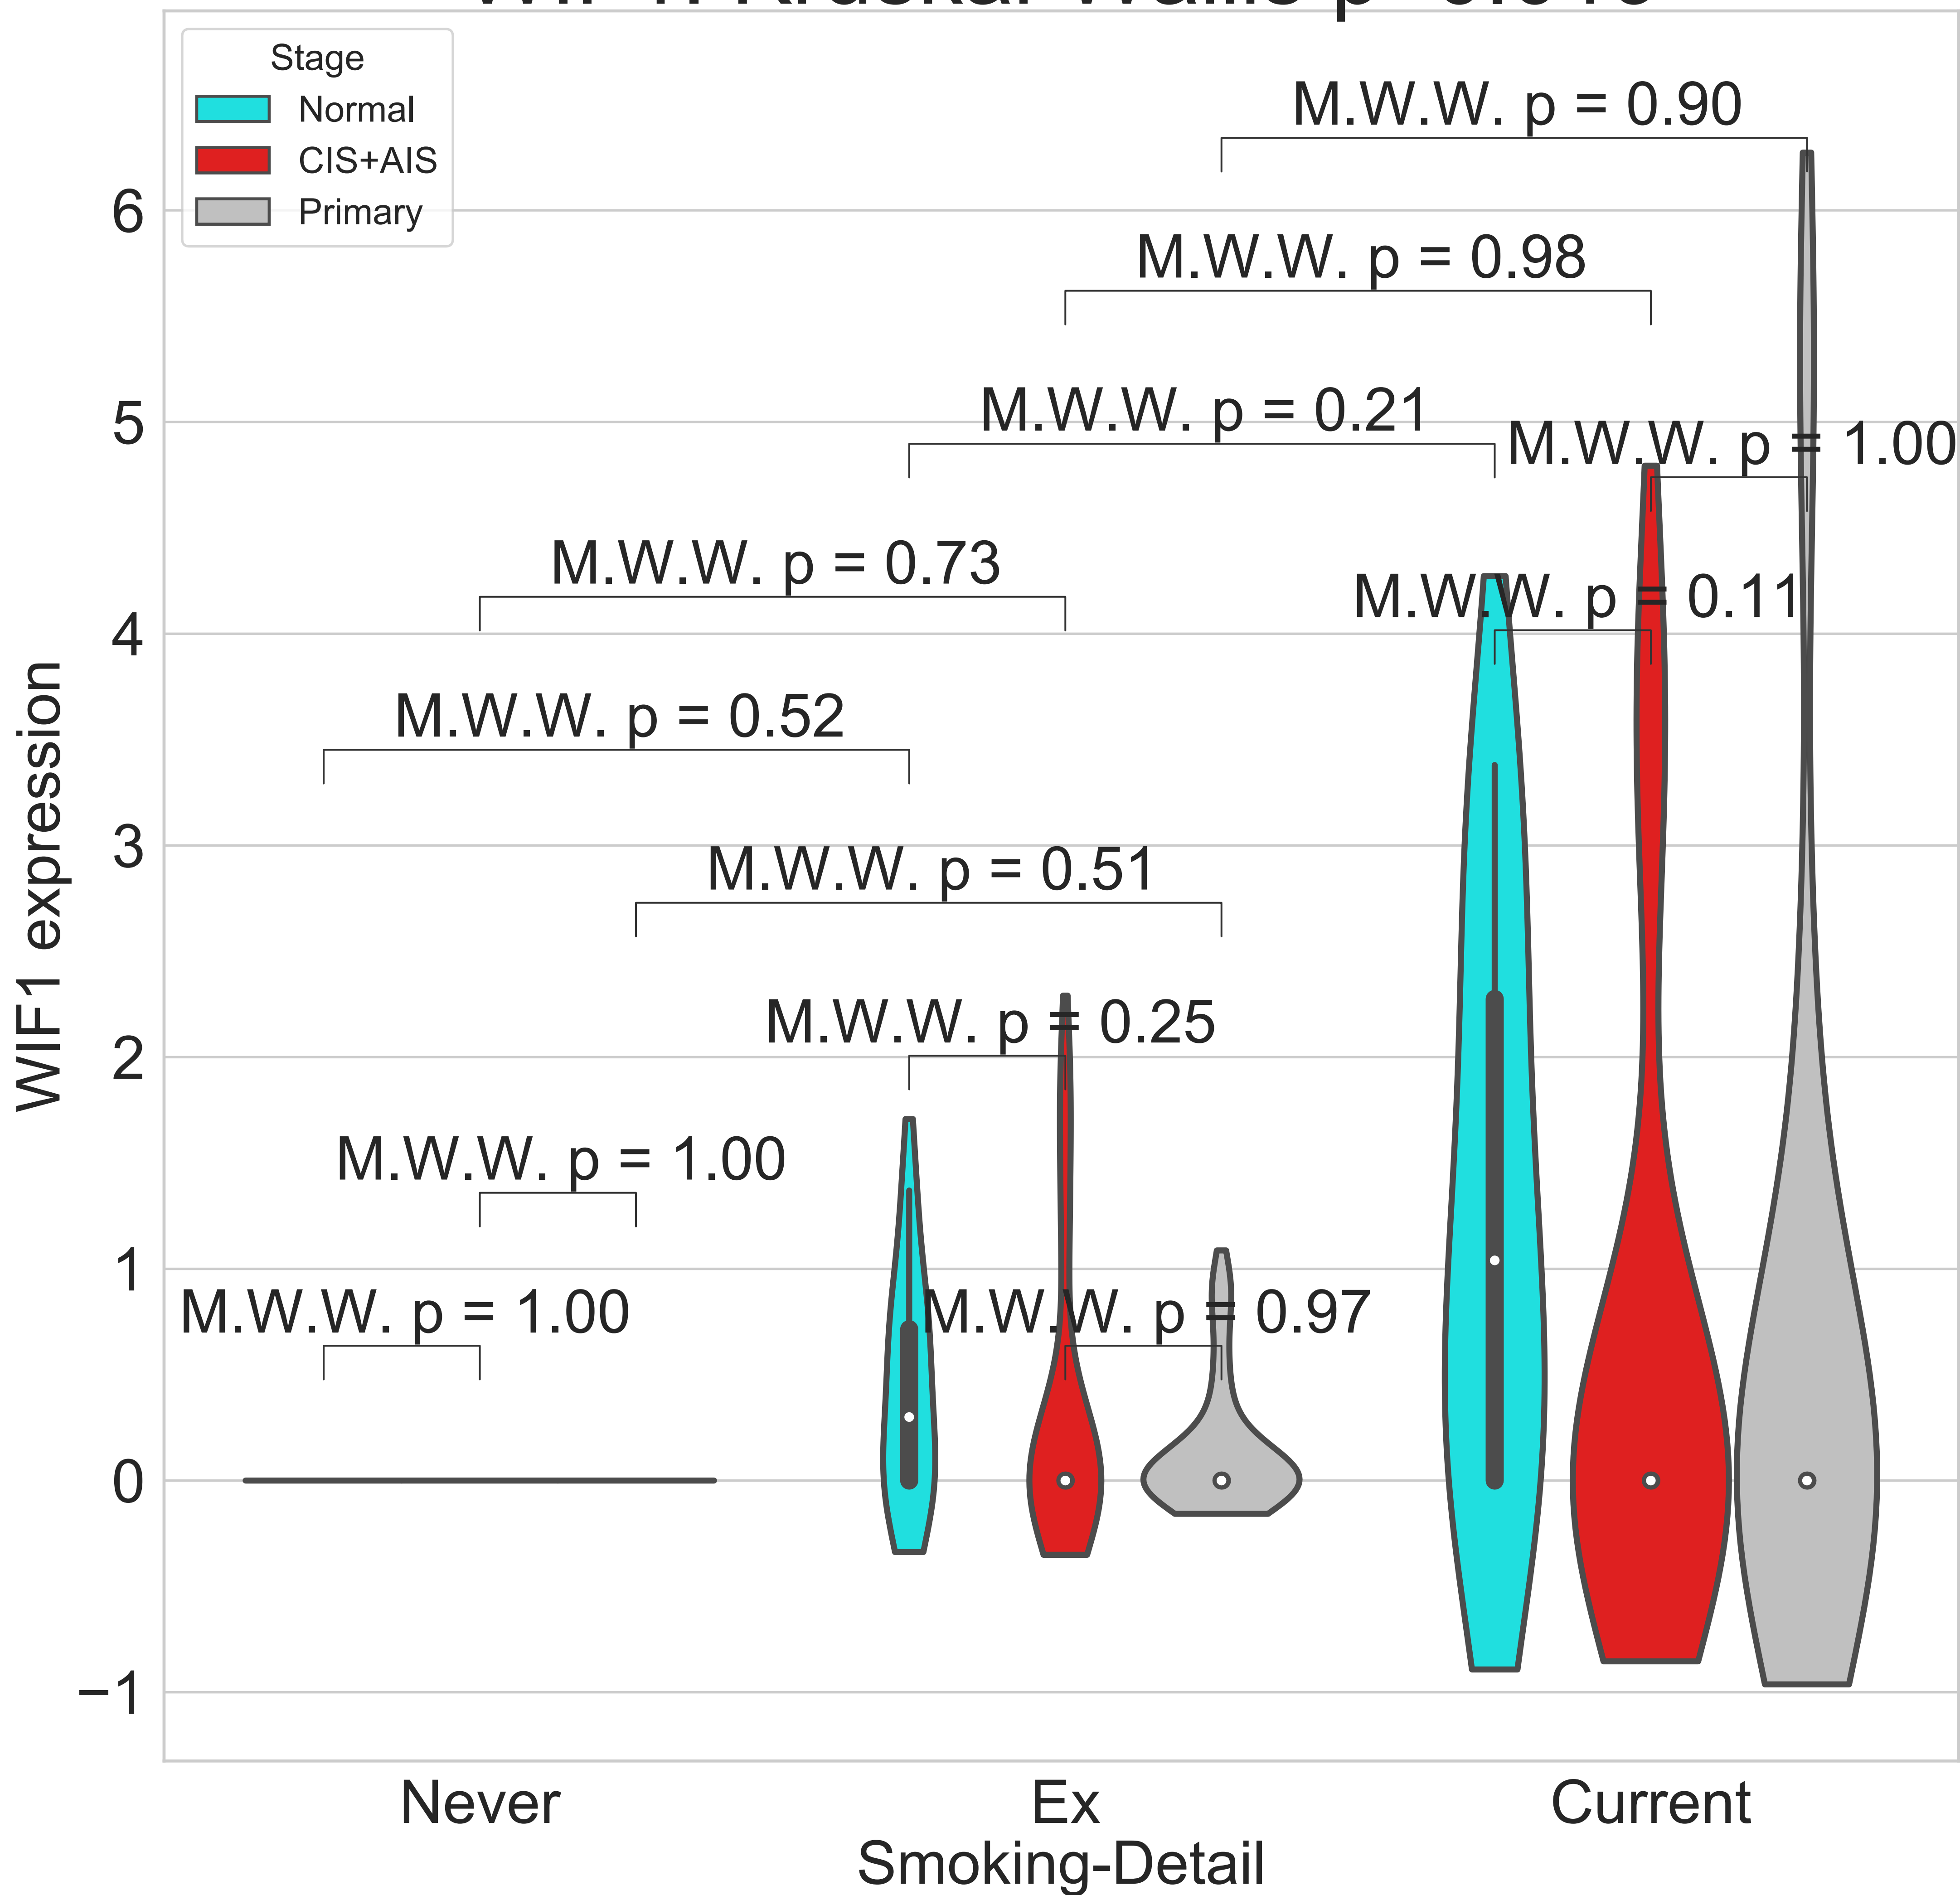 Stage
Normal
CIS+AIS
Primary
M.W.W. p = 0.90
M.W.W. p = 0.98
M.W.W. p = 0.21
M.W.W. p = 1.00
M.W.W. p = 0.73
M.W.W. p = 0.11
M.W.W. p = 0.52
M.W.W. p = 0.51
M.W.W. p = 0.25
M.W.W. p = 1.00
M.W.W. p = 1.00
M.W.W. p = 0.97
6
5
4
3
2
1
0
−1
WIF1 expression
Never
Ex
Current
Smoking-Detail